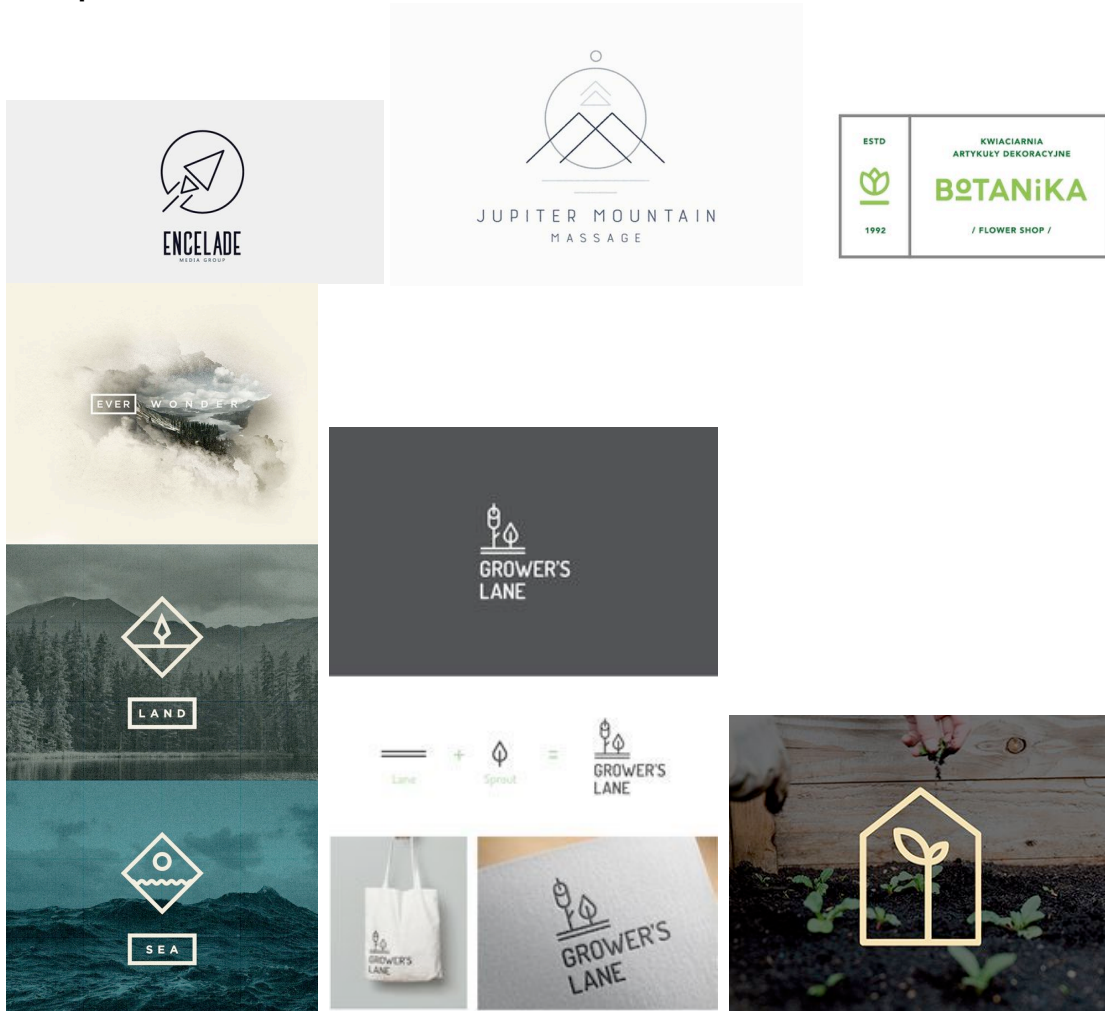 ENCELADE
MEDIA GROUP
JUPITER MOUNTAIN
MASSAGE
ESTD
1992
KWIACIARNIA
ARTYKUŁY DEKORACYJNE
BOTANiKA
/ FLOWER SHOP /
EVER WONDER
LAND
SEA
GROWER'S
LANE
Lane
+
Sprout
=
GROWER'S
LANE
GROWER'S
LANE
GROWER'S
LANE